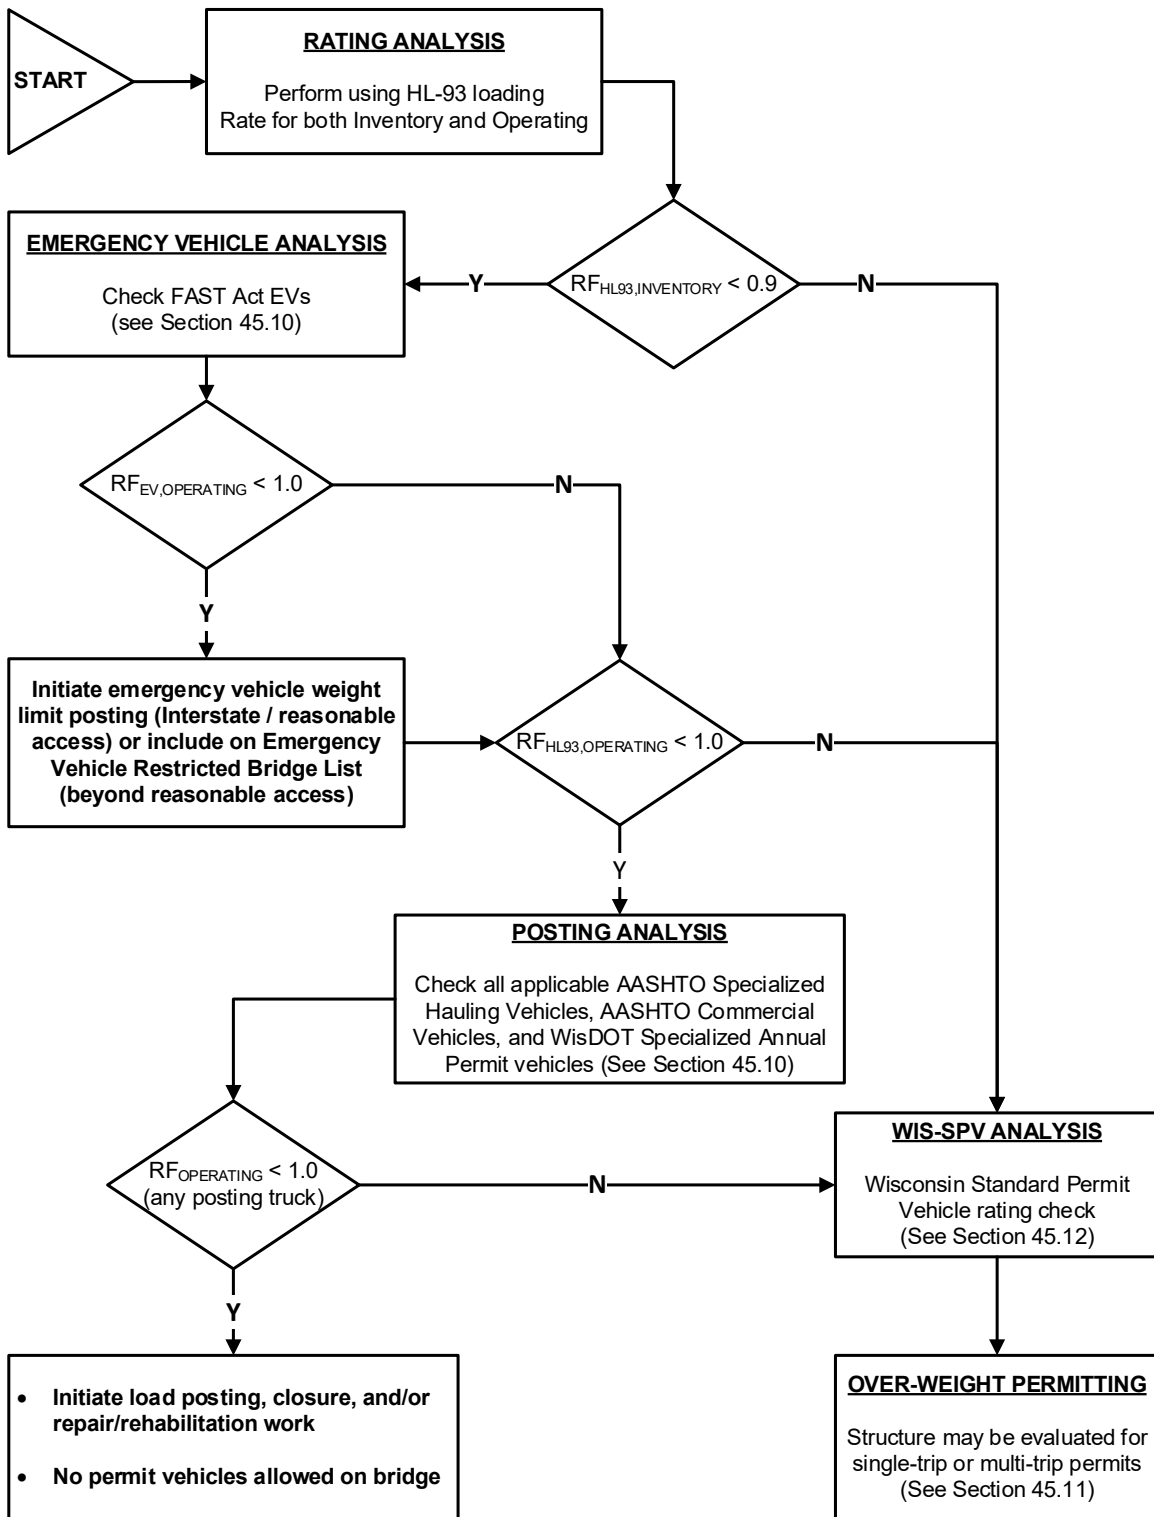 START
RATING ANALYSIS
Perform using HL-93 loading
Rate for both Inventory and Operating
EMERGENCY VEHICLE ANALYSIS
Check FAST Act EVs
(see Section 45.10)
Y
RFHL93,INVENTORY < 0.9
N
RFEV,OPERATING < 1.0
N
Y
Initiate emergency vehicle weight
limit posting (Interstate / reasonable
access) or include on Emergency
Vehicle Restricted Bridge List
(beyond reasonable access)
RFHL93,OPERATING < 1.0
N
Y
POSTING ANALYSIS
Check all applicable AASHTO Specialized
Hauling Vehicles, AASHTO Commercial
Vehicles, and WisDOT Specialized Annual
Permit vehicles (See Section 45.10)
RFOPERATING < 1.0
(any posting truck)
N
Y
WIS-SPV ANALYSIS
Wisconsin Standard Permit
Vehicle rating check
(See Section 45.12)
• Initiate load posting, closure, and/or
repair/rehabilitation work
• No permit vehicles allowed on bridge
OVER-WEIGHT PERMITTING
Structure may be evaluated for
single-trip or multi-trip permits
(See Section 45.11)